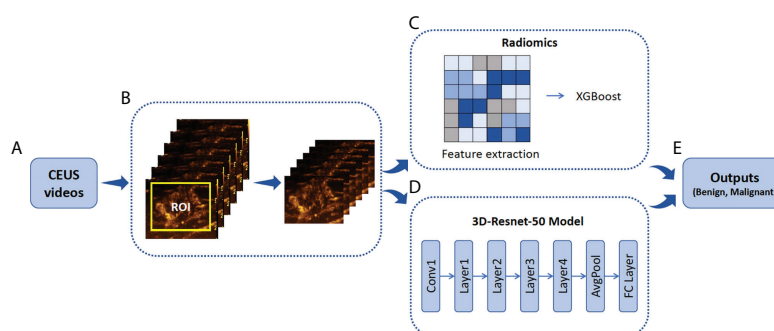 A
CEUS
videos
B
ROI
C
Radiomics
XGBoost
Feature extraction
D
3D-Resnet-50 Model
Conv1
Layer1
Layer2
Layer3
Layer4
AvgPool
FC Layer
E
Outputs
(Benign, Malignant